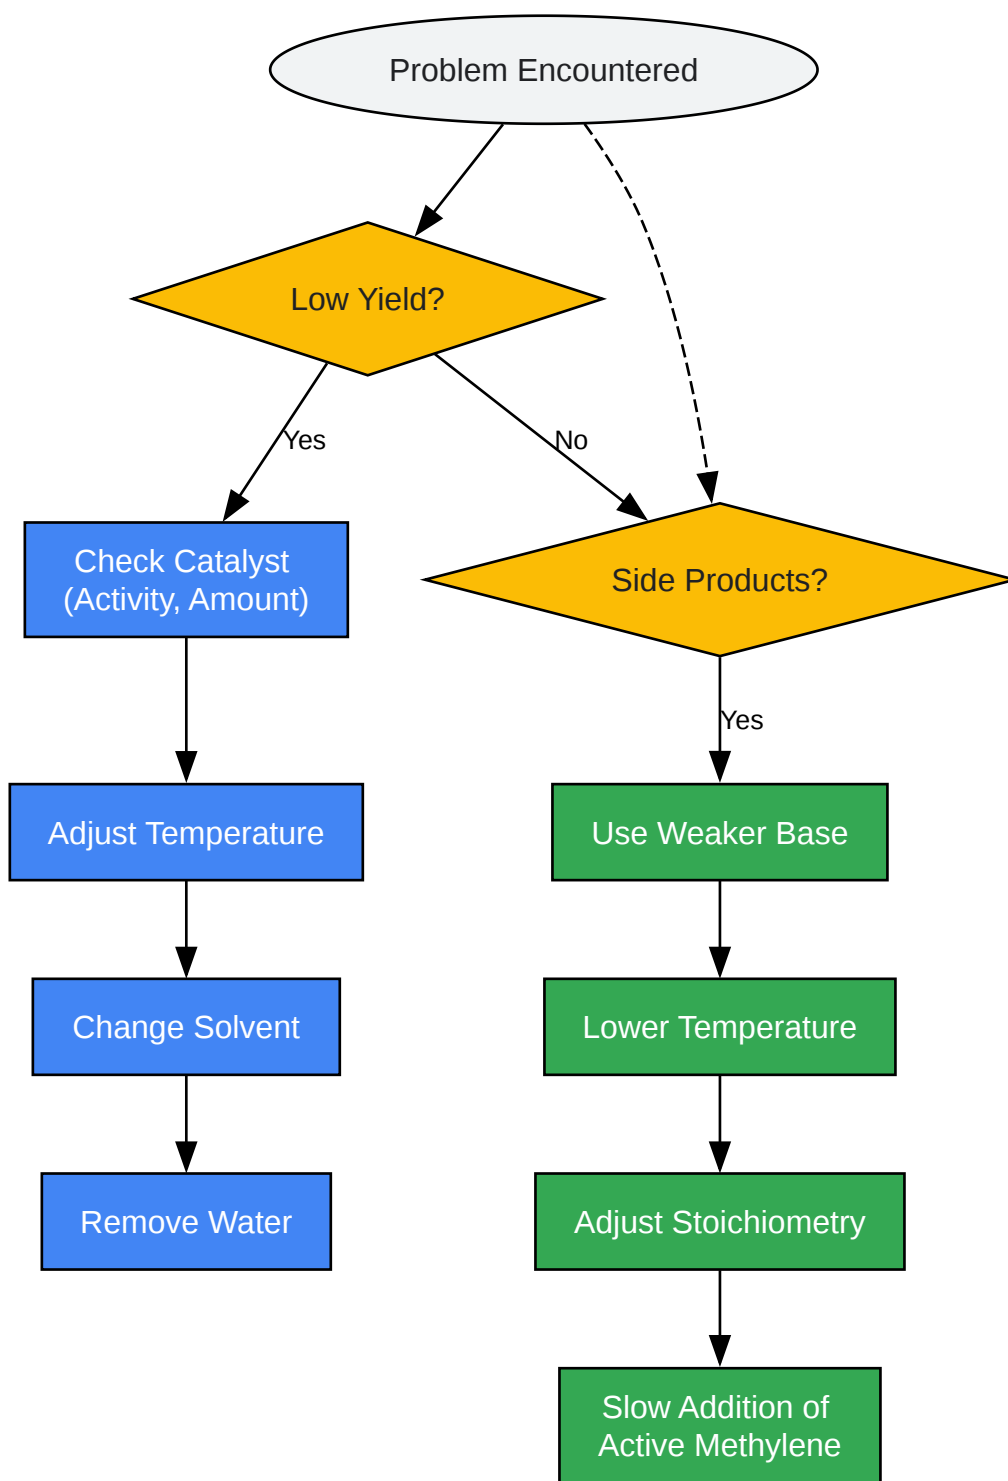 Problem Encountered
Low Yield?
Yes
No
Check Catalyst
(Activity, Amount)
Side Products?
Yes
Adjust Temperature
Use Weaker Base
Change Solvent
Lower Temperature
Remove Water
Adjust Stoichiometry
Slow Addition of
Active Methylene